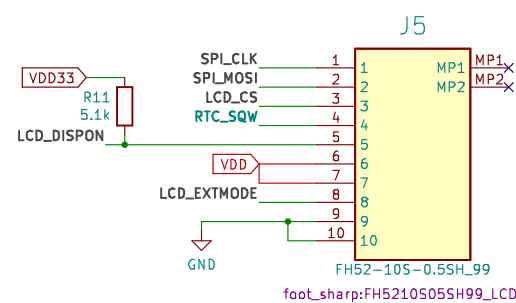 J5
SPI_CLK 1 1 MP1 MP1
VDD33 SPI_MOSI 2 2 MP2 MP2
R11 LCD_CS 3 3
5.1k RTC_SQW 4 4
LCD_DISPON 5 5
VDD 6 6
7 7
LCD_EXTMODE 8 8
9 9
10 10
GND
FH52-10S-0.5SH_99
foot_sharp:FH5210S05SH99_LCD